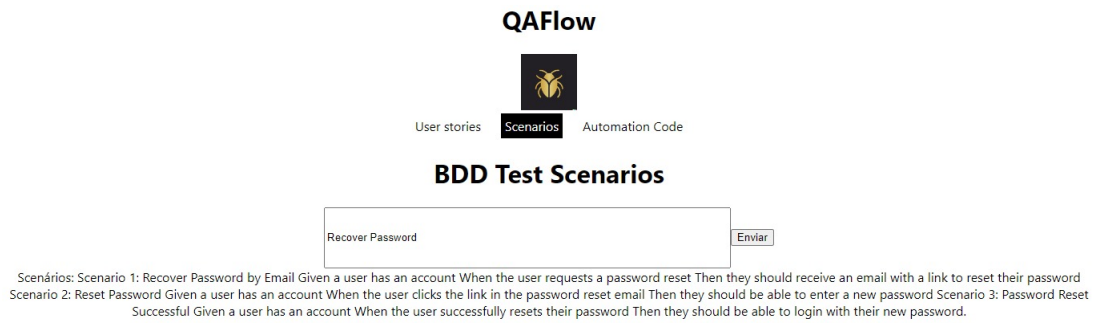 QAFlow
User stories Scenarios Automation Code
BDD Test Scenarios
Recover Password Enviar
Scenários: Scenario 1: Recover Password by Email Given a user has an account When the user requests a password reset Then they should receive an email with a link to reset their password
Scenario 2: Reset Password Given a user has an account When the user clicks the link in the password reset email Then they should be able to enter a new password Scenario 3: Password Reset
Successful Given a user has an account When the user successfully resets their password Then they should be able to login with their new password.